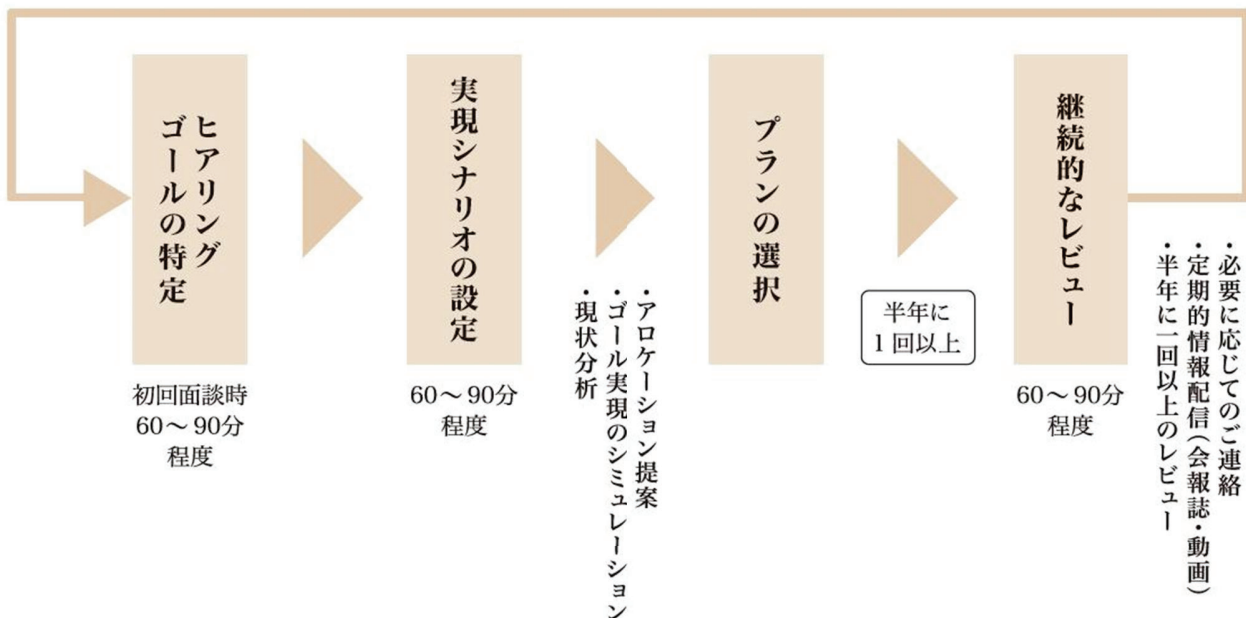 ヒアリング
ゴールの特定
初回面談時
60〜90分
程度
実現シナリオの設定
60〜90分
程度
・アロケーション提案
・ゴール実現のシミュレーション
・現状分析
プランの選択
半年に
1回以上
継続的なレビュー
60〜90分
程度
・必要に応じてのご連絡
・定期的情報配信(会報誌・動画)
・半年に一回以上のレビュー